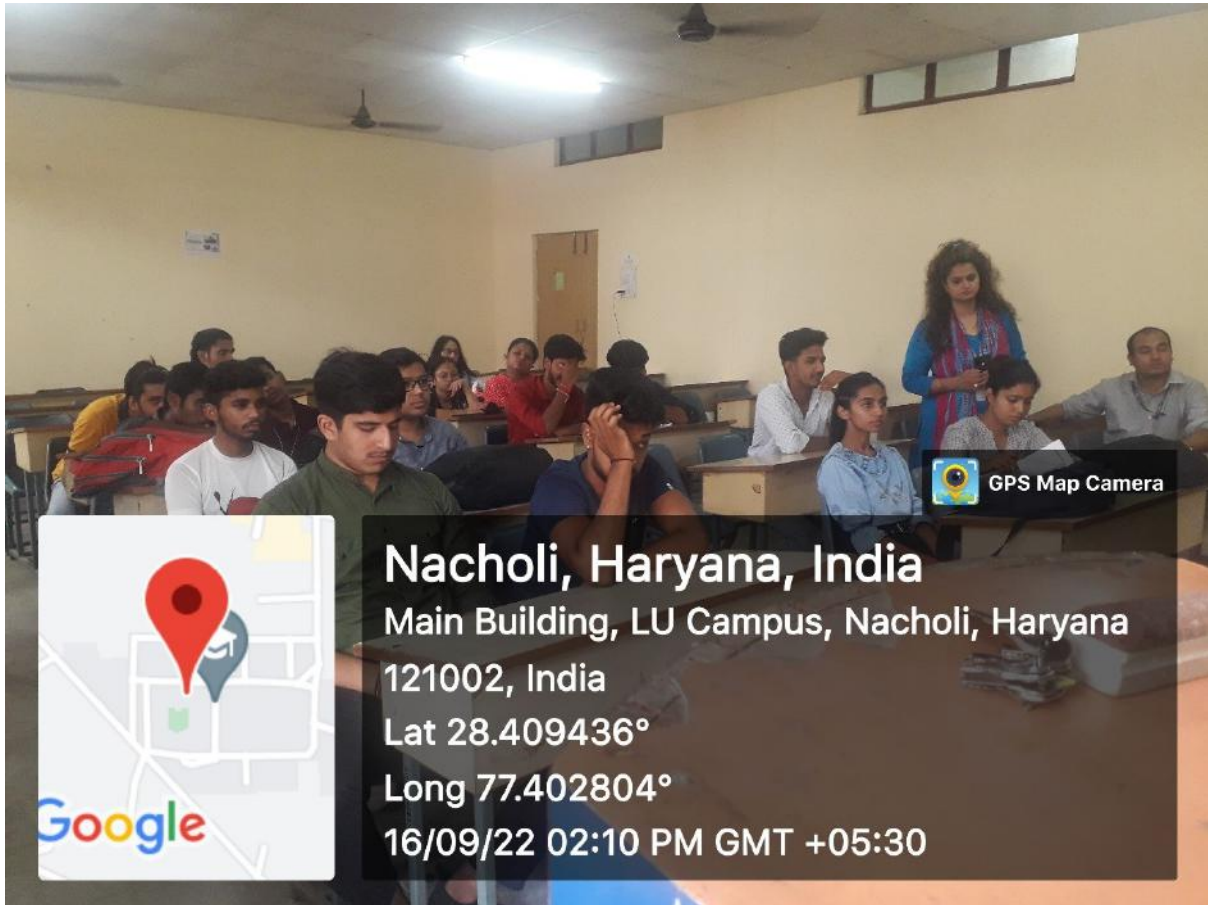 GPS Map Camera
Nacholi, Haryana, India
Main Building, LU Campus, Nacholi, Haryana
121002, India
Lat 28.409436°
Long 77.402804°
16/09/22 02:10 PM GMT +05:30
Google